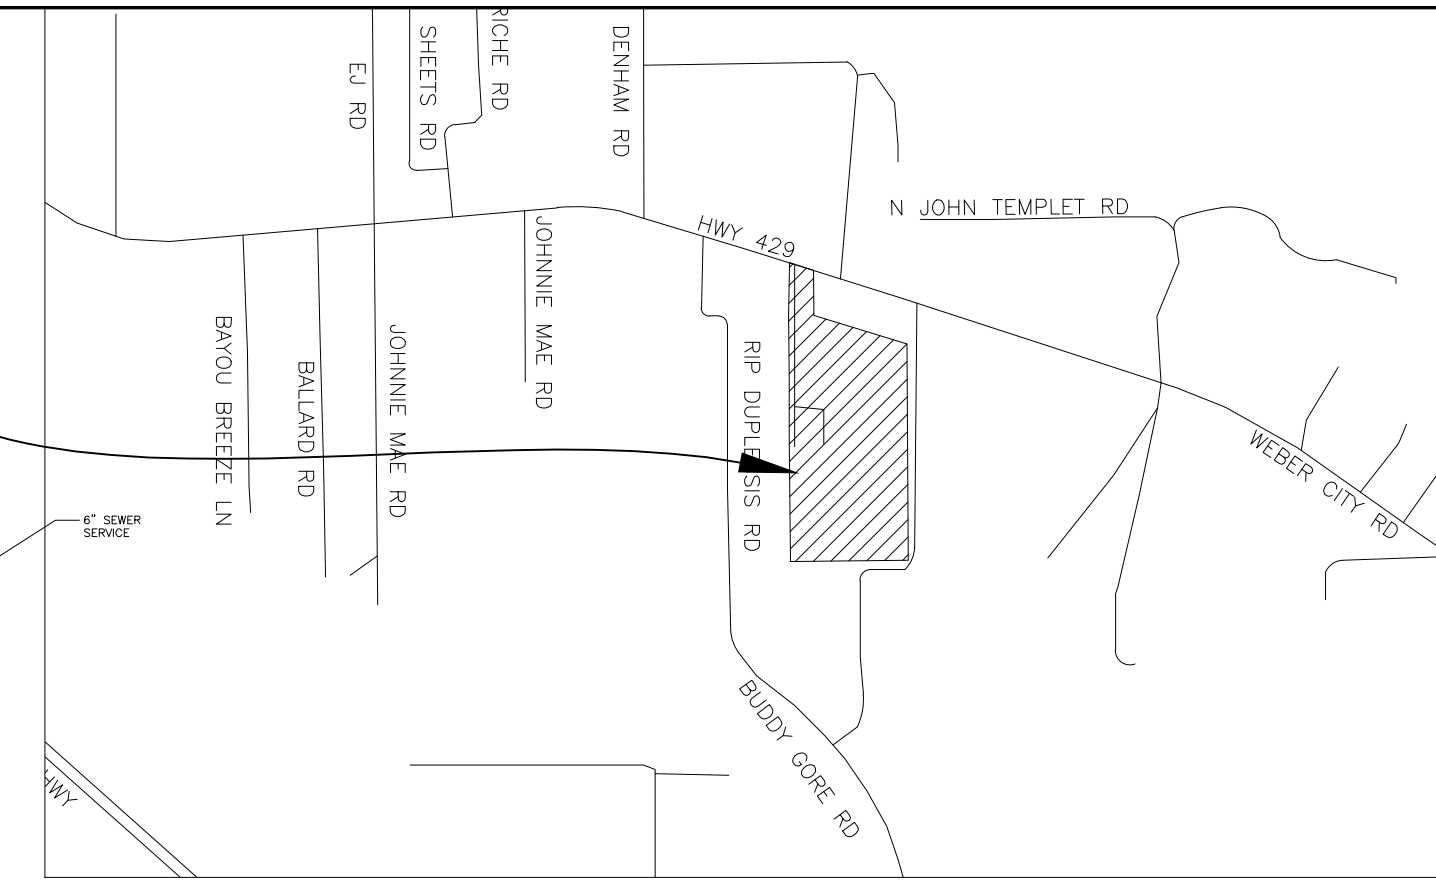 RICHE RD
SHEETS RD
DENHAM RD
EJ RD
N JOHN TEMPLET RD
HWY 429
JOHNNIE MAE RD
BAYOU BREEZE LN
BALLARD RD
JOHNNIE MAE RD
RIP DUPLESSIS RD
WEBER CITY RD
6" SEWER
SERVICE
BUDDY GORE RD
HWY